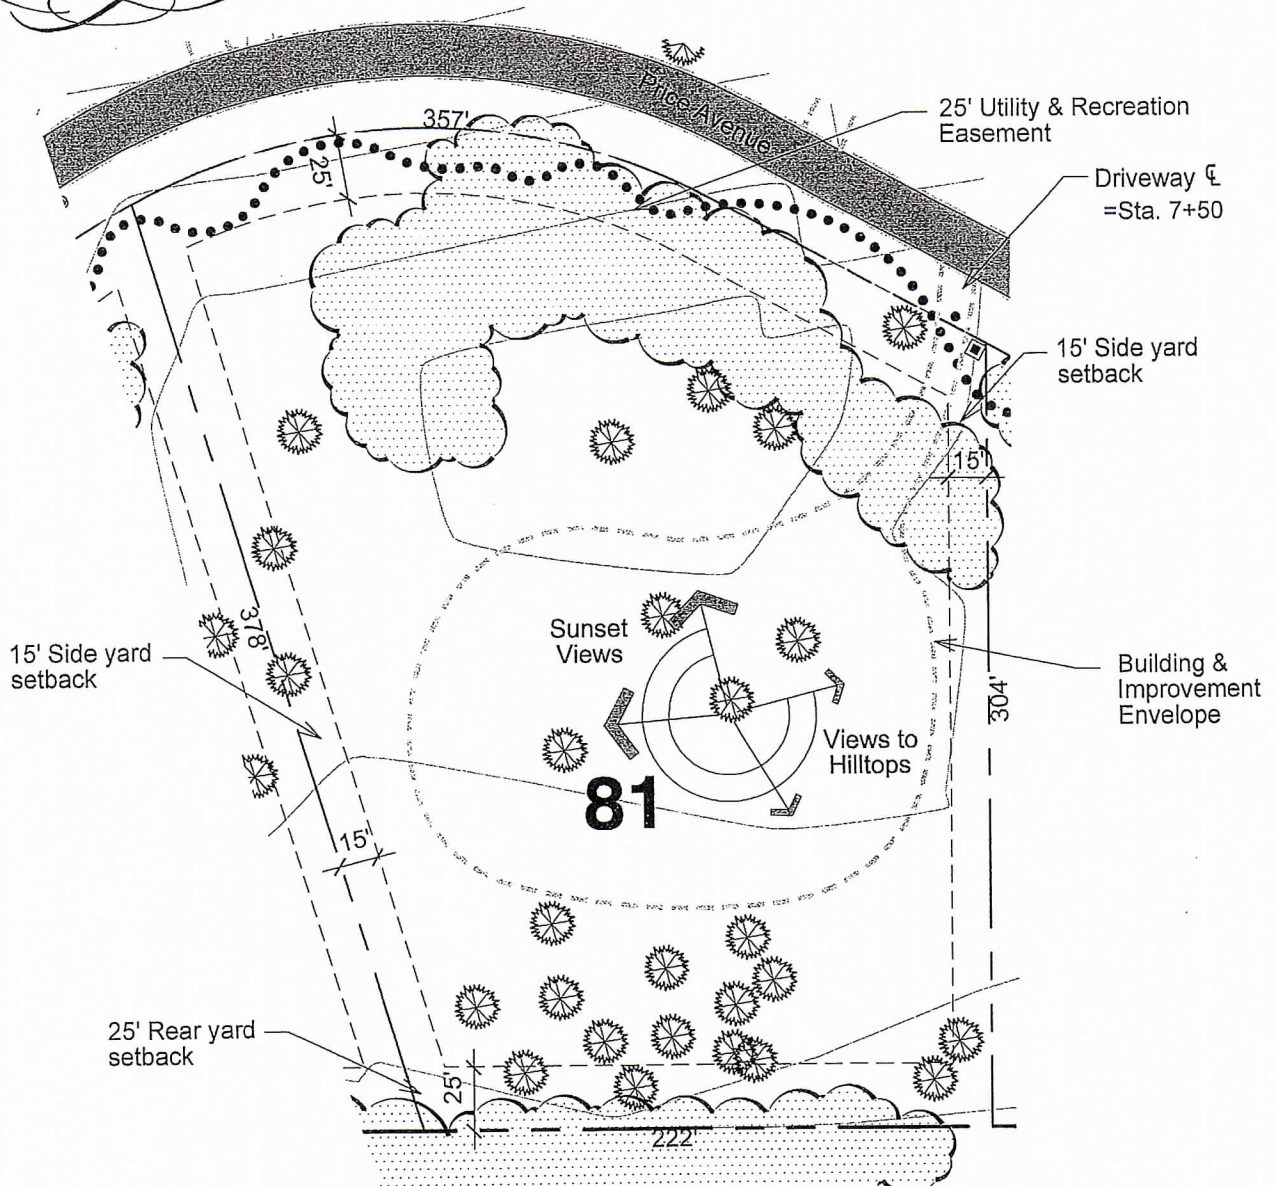 357'
Price Avenue
25' Utility & Recreation
Easement
25'
Driveway ℄
=Sta. 7+50
15' Side yard
setback
15'
378'
15' Side yard
setback
Sunset
Views
Building &
Improvement
Envelope
304'
Views to
Hilltops
81
15'
25' Rear yard
setback
25'
222'